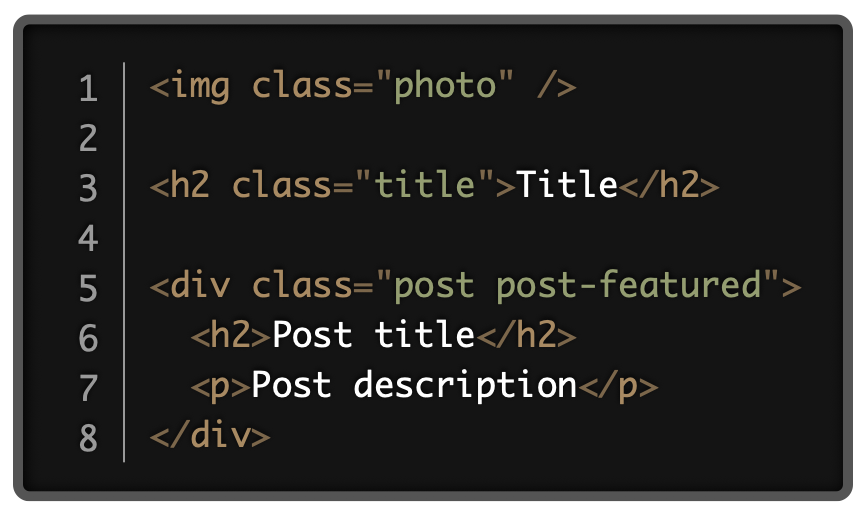 1 <img class="photo" />
2
3 <h2 class="title">Title</h2>
4
5 <div class="post post-featured">
6   <h2>Post title</h2>
7   <p>Post description</p>
8 </div>